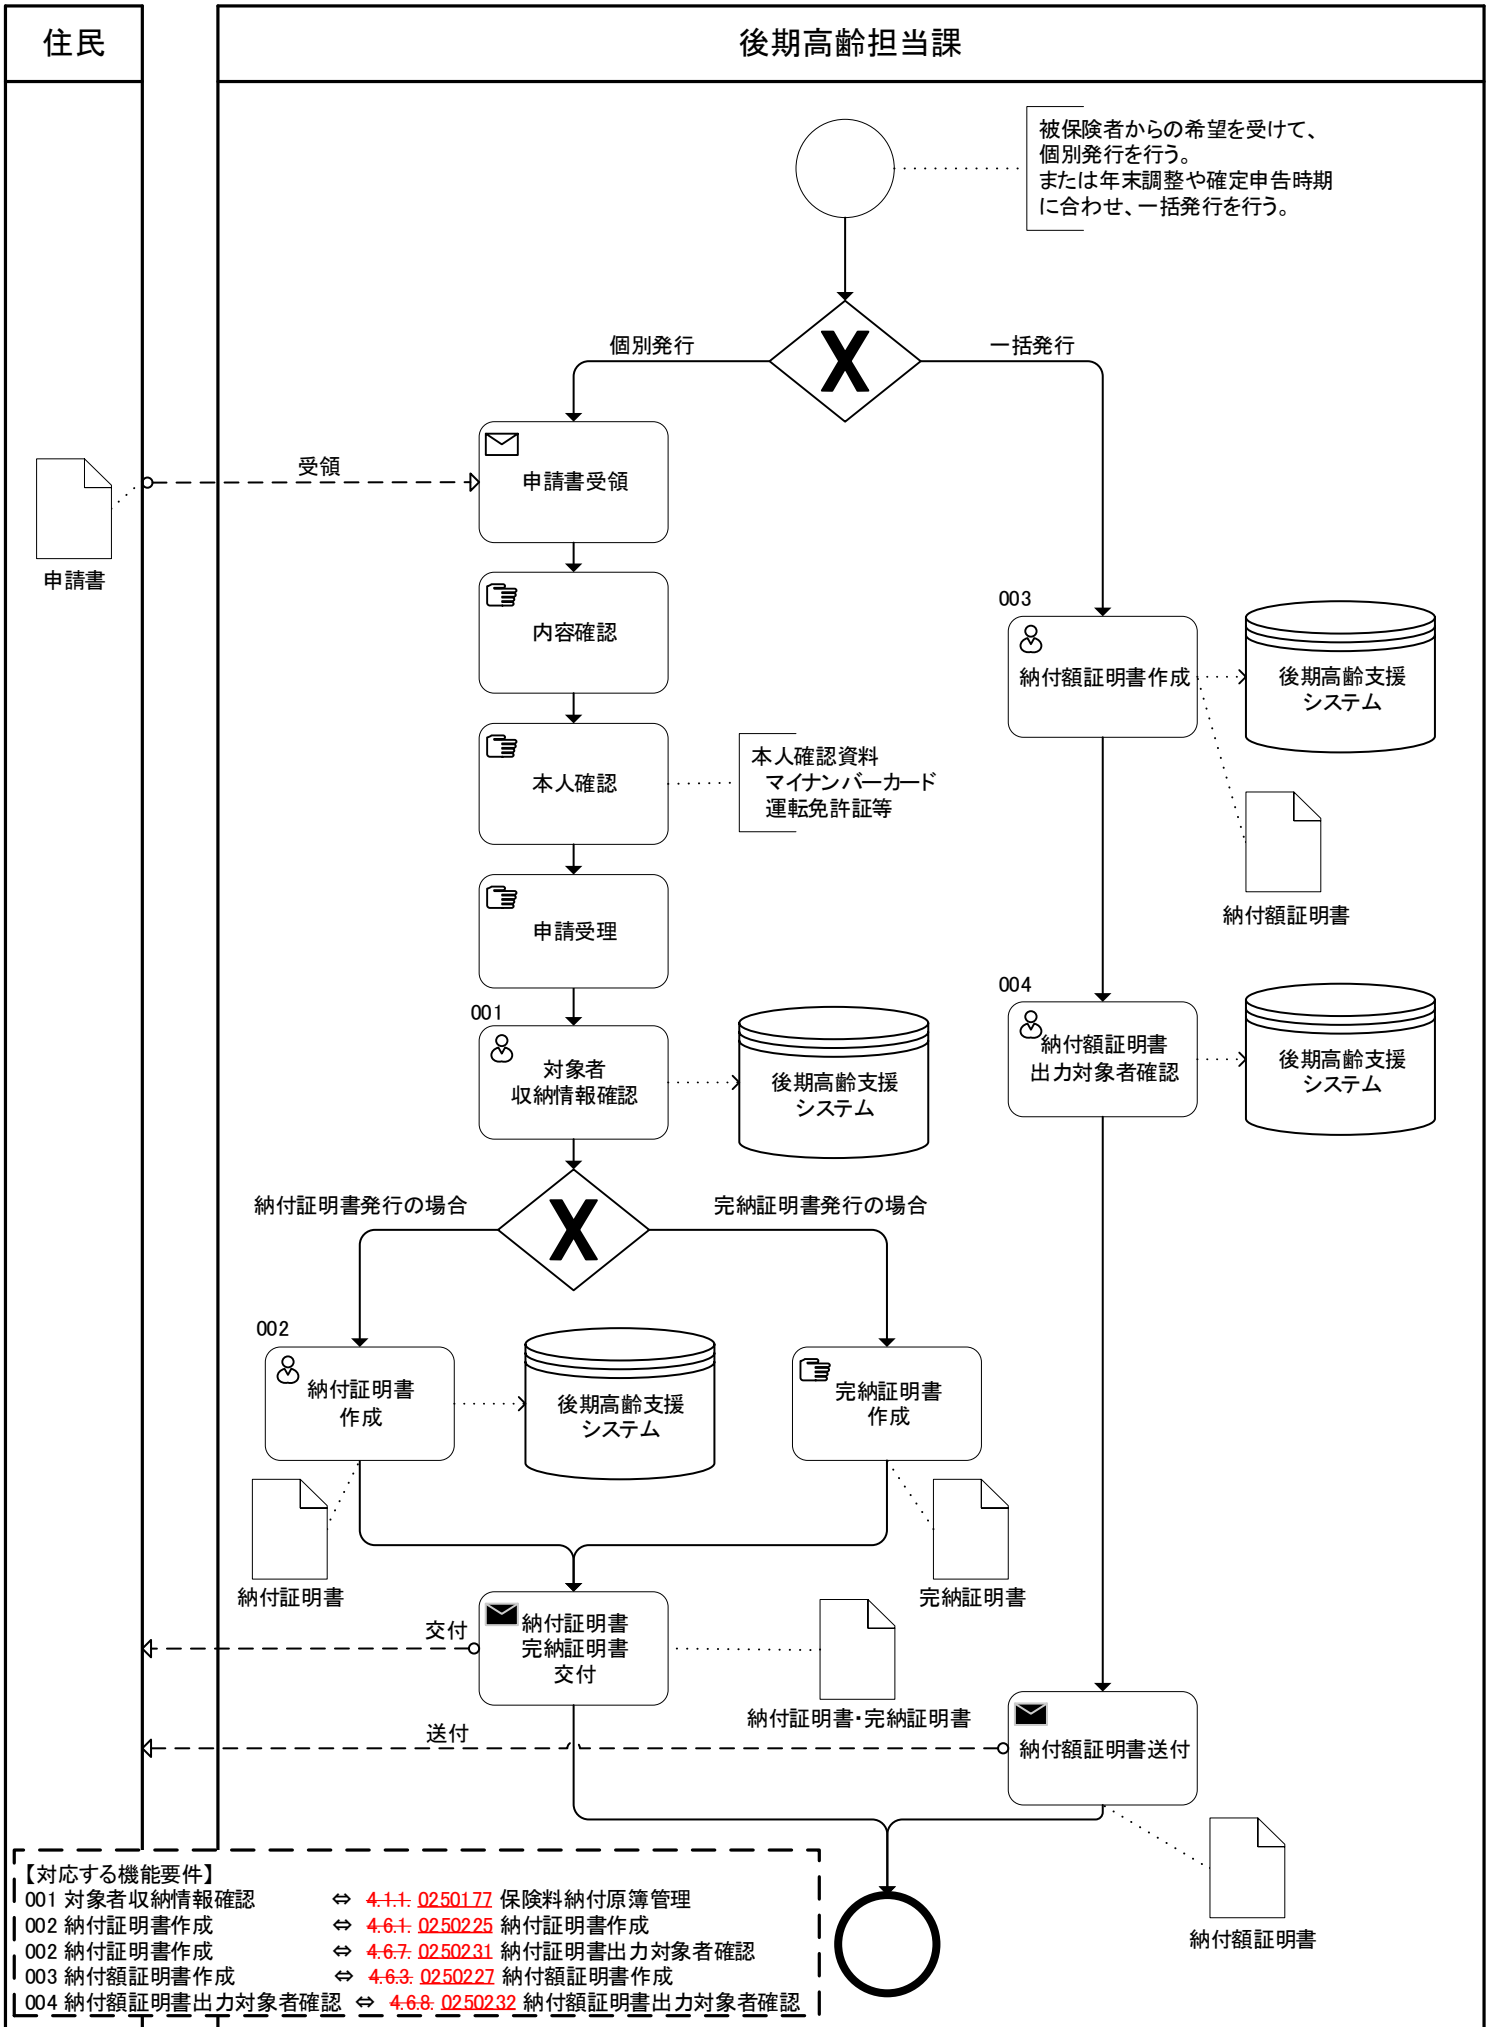 住民
後期高齢担当課
被保険者からの希望を受けて、
個別発行を行う。
または年末調整や確定申告時期
に合わせ、一括発行を行う。
個別発行
一括発行
X
受領
申請書受領
申請書
内容確認
003
納付額証明書作成
後期高齢支援
システム
本人確認
本人確認資料
マイナンバーカード
運転免許証等
納付額証明書
申請受理
004
納付額証明書
出力対象者確認
後期高齢支援
システム
001
対象者
収納情報確認
後期高齢支援
システム
納付証明書発行の場合
完納証明書発行の場合
X
002
納付証明書
作成
後期高齢支援
システム
完納証明書
作成
納付証明書
完納証明書
交付
納付証明書
完納証明書
交付
納付証明書・完納証明書
送付
納付額証明書送付
納付額証明書
【対応する機能要件】
001 対象者収納情報確認 ⇔ 4.1.1. 0250177 保険料納付原簿管理
002 納付証明書作成 ⇔ 4.6.1. 0250225 納付証明書作成
002 納付証明書作成 ⇔ 4.6.7. 0250231 納付証明書出力対象者確認
003 納付額証明書作成 ⇔ 4.6.3. 0250227 納付額証明書作成
004 納付額証明書出力対象者確認 ⇔ 4.6.8. 0250232 納付額証明書出力対象者確認